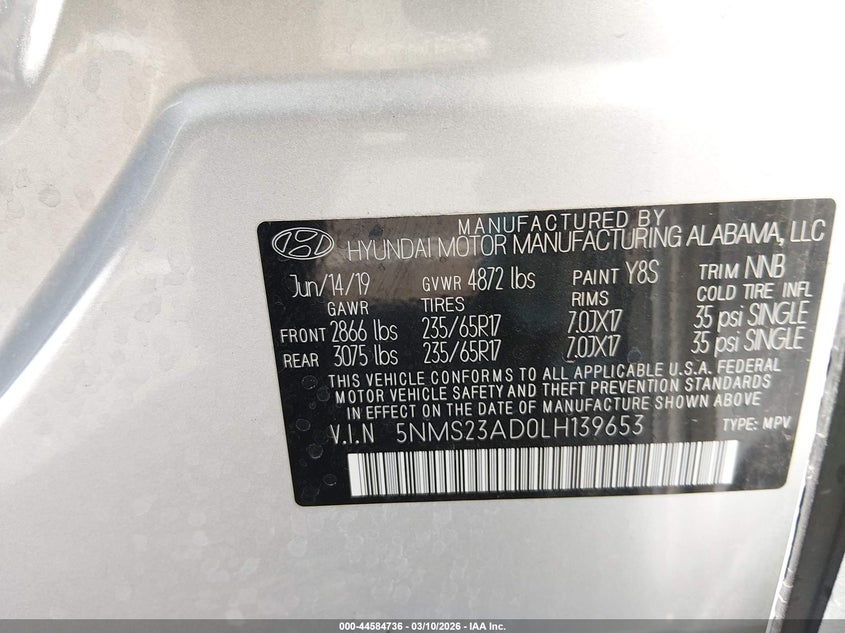 MANUFACTURED BY
HYUNDAI MOTOR MANUFACTURING ALABAMA, LLC
Jun/14/19 GVWR 4872 lbs PAINT Y8S TRIM NNB
GAWR TIRES RIMS COLD TIRE INFL
FRONT 2866 lbs 235/65R17 7.0JX17 35 psi SINGLE
REAR 3075 lbs 235/65R17 7.0JX17 35 psi SINGLE
THIS VEHICLE CONFORMS TO ALL APPLICABLE U.S.A. FEDERAL
MOTOR VEHICLE SAFETY AND THEFT PREVENTION STANDARDS
IN EFFECT ON THE DATE OF MANUFACTURE SHOWN ABOVE
V.I.N 5NMS23AD0LH139653 TYPE: MPV
000-44584736 - 03/10/2026 - IAA Inc.